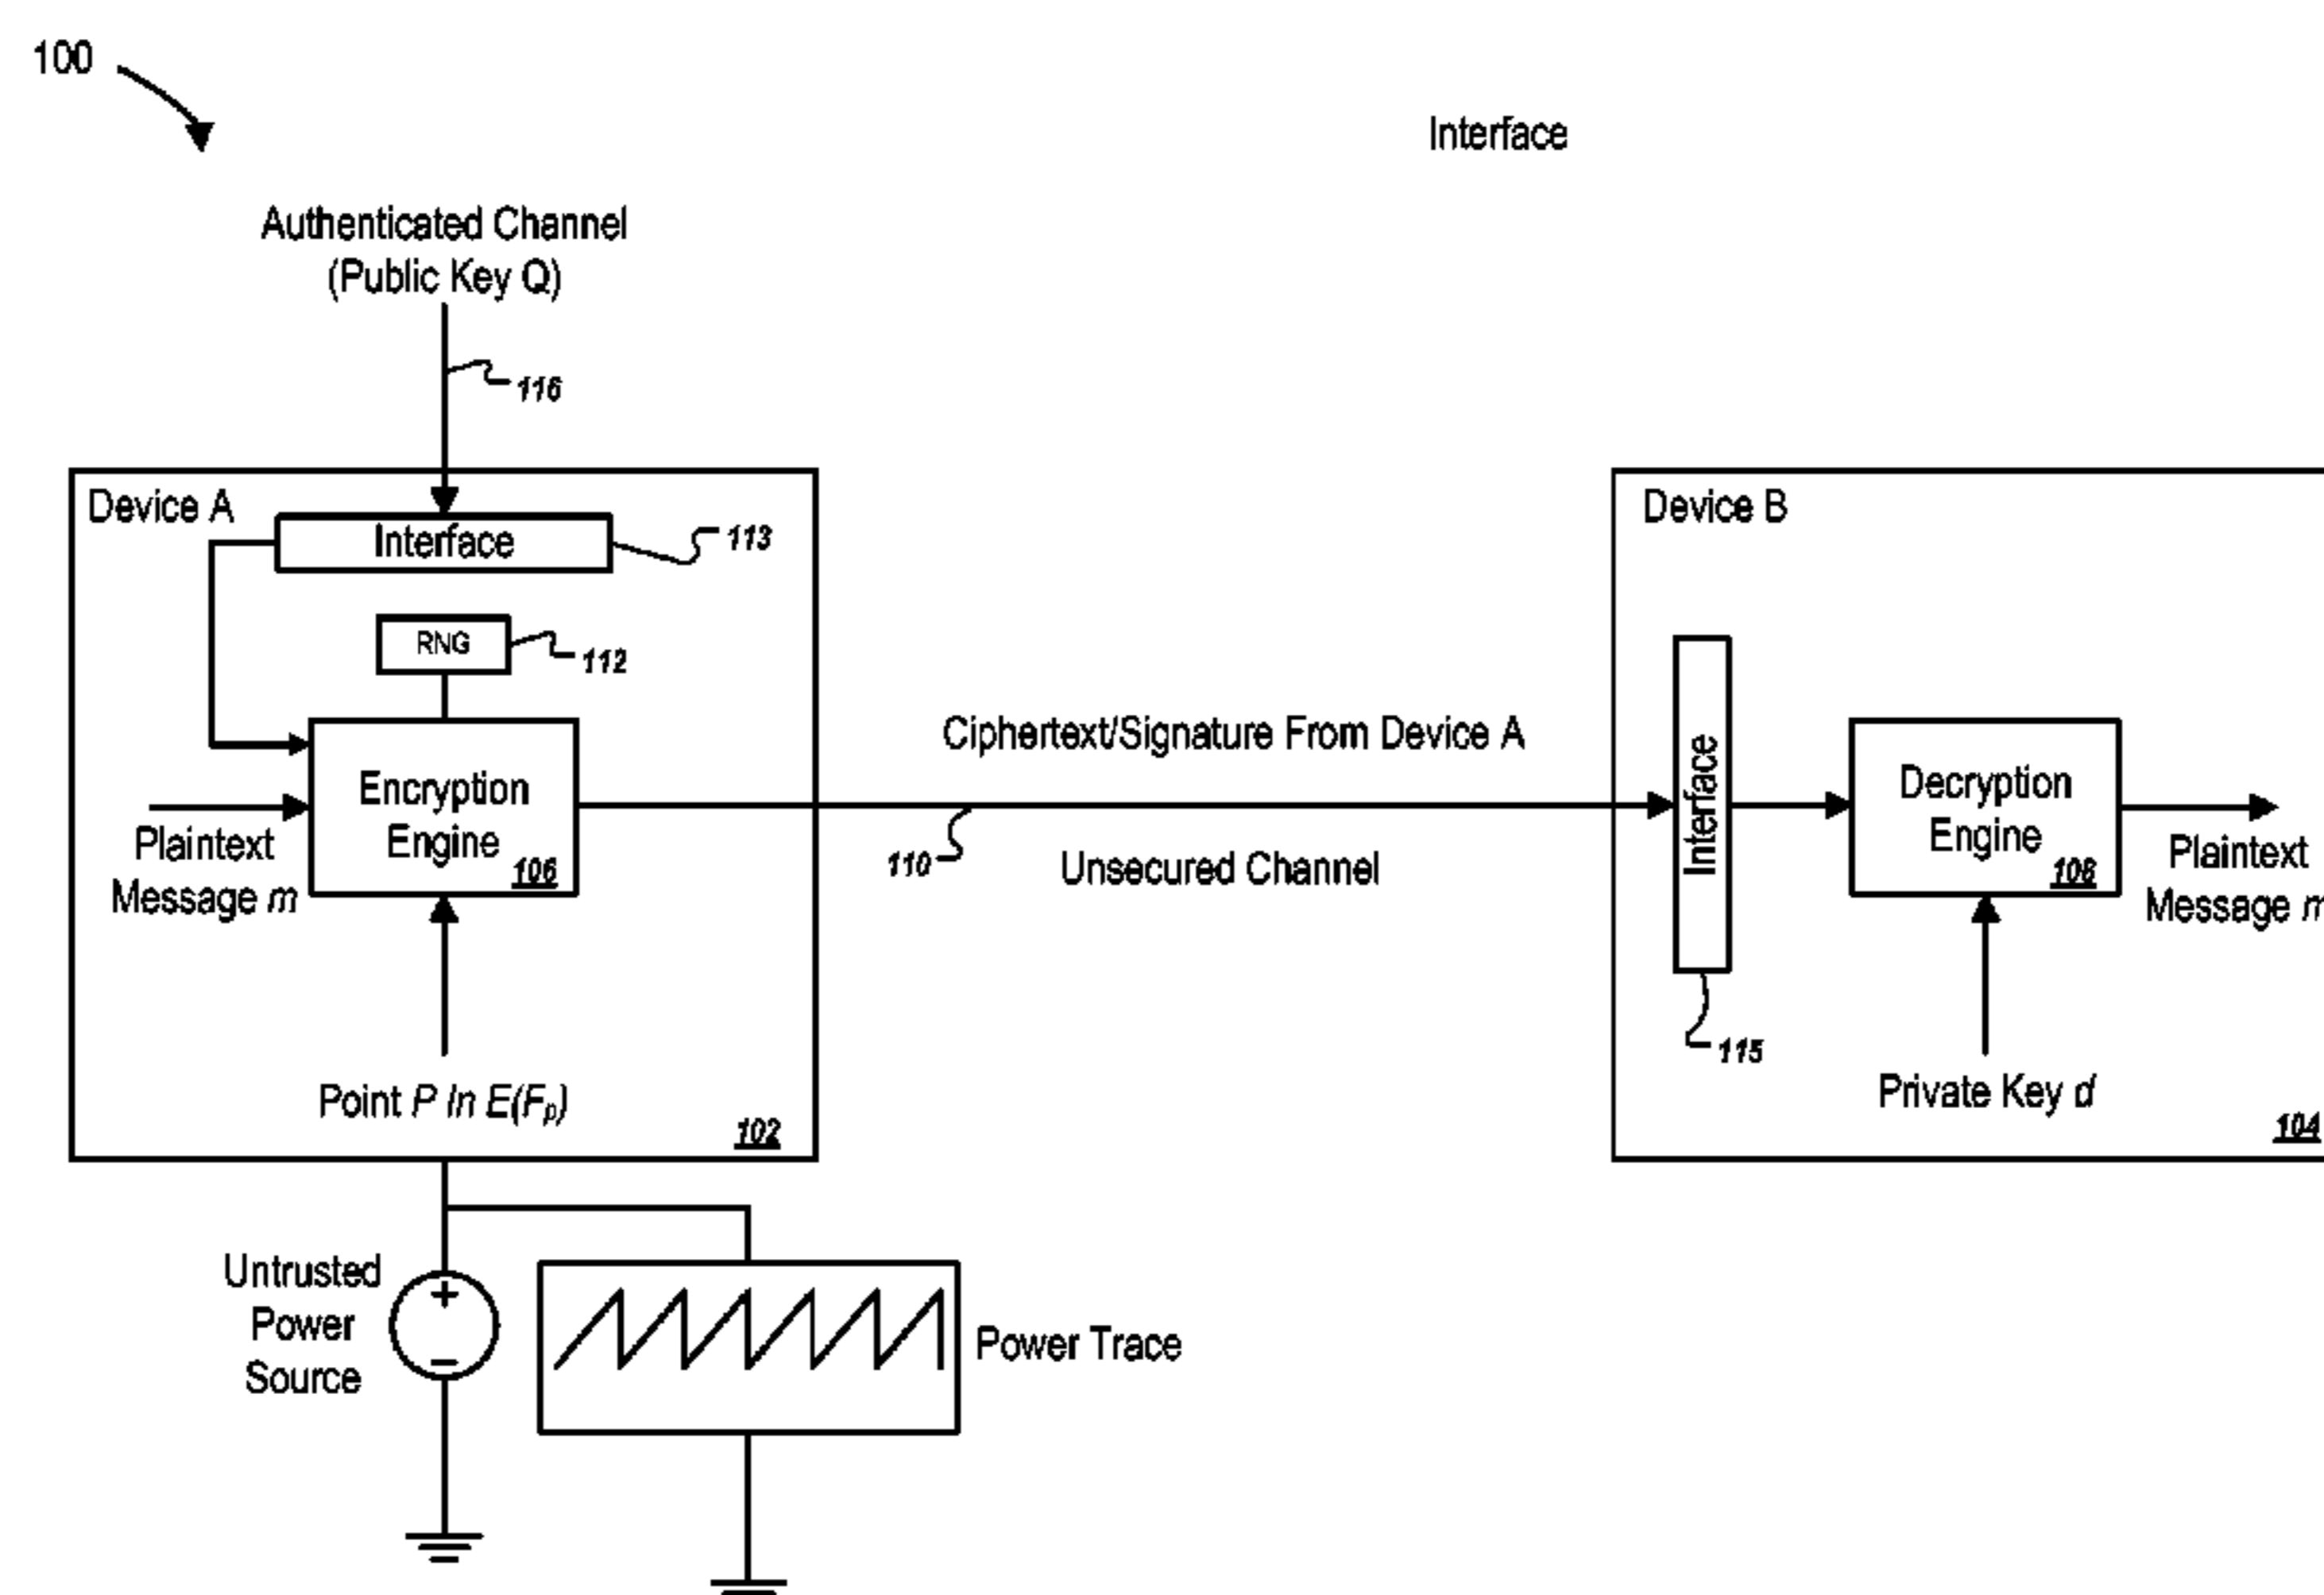 100
Interface
Authenticated Channel
(Public Key Q)
116
Device A
Interface
113
RNG
112
Encryption
Engine
106
Plaintext
Message m
Point P In E(Fp)
102
Ciphertext/Signature From Device A
110
Unsecured Channel
Device B
Interface
115
Decryption
Engine
108
Plaintext
Message m
Private Key d
104
Untrusted
Power
Source
+
−
Power Trace